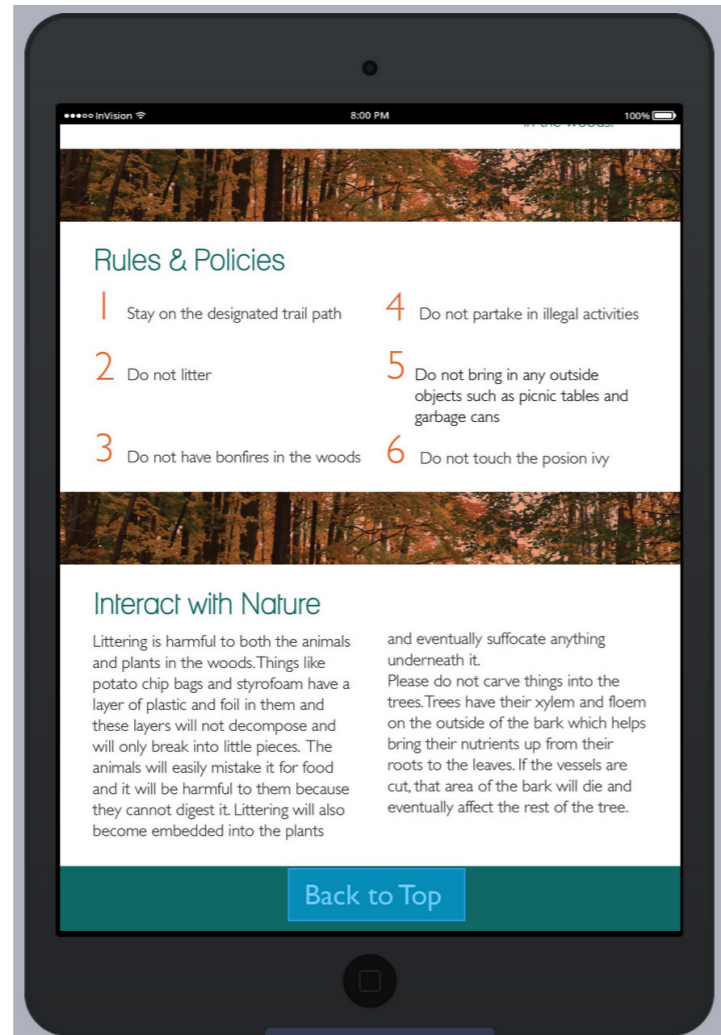 InVision 8:00 PM 100%
in the woods.
Rules & Policies
1 Stay on the designated trail path
2 Do not litter
3 Do not have bonfires in the woods
4 Do not partake in illegal activities
5 Do not bring in any outside
objects such as picnic tables and
garbage cans
6 Do not touch the posion ivy
Interact with Nature
Littering is harmful to both the animals
and plants in the woods. Things like
potato chip bags and styrofoam have a
layer of plastic and foil in them and
these layers will not decompose and
will only break into little pieces. The
animals will easily mistake it for food
and it will be harmful to them because
they cannot digest it. Littering will also
become embedded into the plants
and eventually suffocate anything
underneath it.
Please do not carve things into the
trees. Trees have their xylem and floem
on the outside of the bark which helps
bring their nutrients up from their
roots to the leaves. If the vessels are
cut, that area of the bark will die and
eventually affect the rest of the tree.
Back to Top